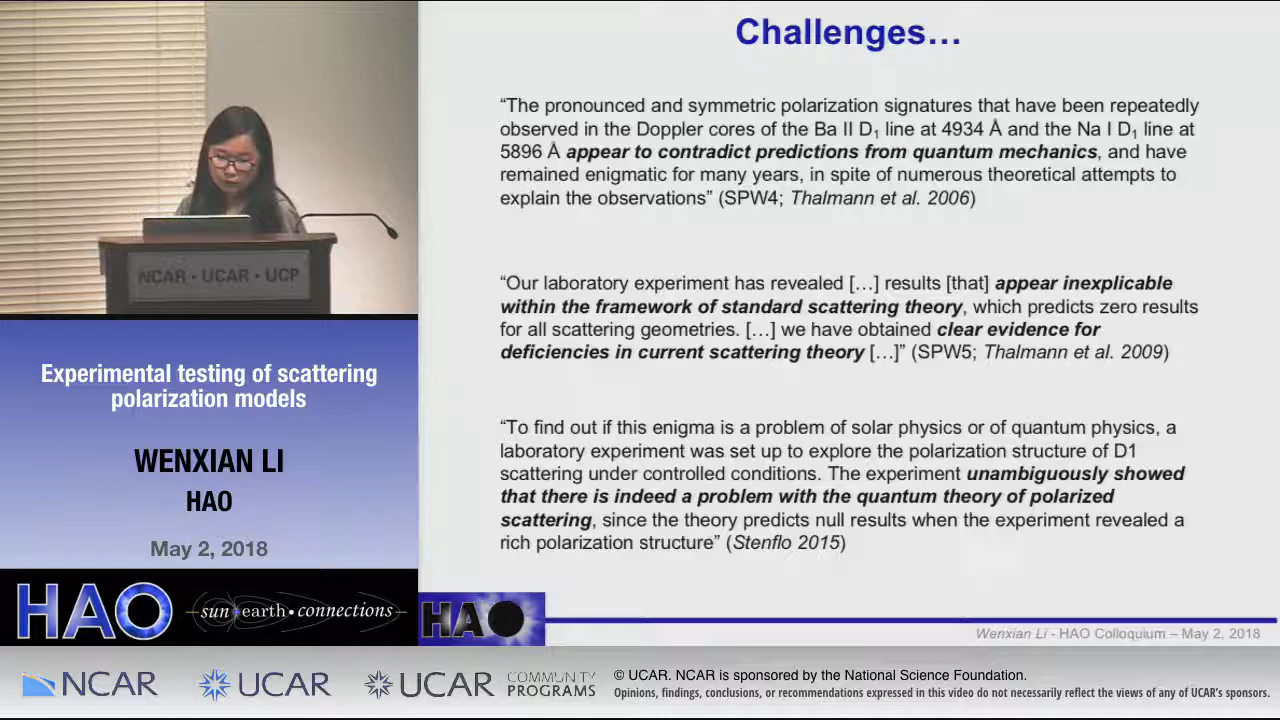 Challenges…
“The pronounced and symmetric polarization signatures that have been repeatedly
observed in the Doppler cores of the Ba II D1 line at 4934 Å and the Na I D1 line at
5896 Å appear to contradict predictions from quantum mechanics, and have
remained enigmatic for many years, in spite of numerous theoretical attempts to
explain the observations” (SPW4; Thalmann et al. 2006)
“Our laboratory experiment has revealed […] results [that] appear inexplicable
within the framework of standard scattering theory, which predicts zero results
for all scattering geometries. […] we have obtained clear evidence for
deficiencies in current scattering theory […]” (SPW5; Thalmann et al. 2009)
“To find out if this enigma is a problem of solar physics or of quantum physics, a
laboratory experiment was set up to explore the polarization structure of D1
scattering under controlled conditions. The experiment unambiguously showed
that there is indeed a problem with the quantum theory of polarized
scattering, since the theory predicts null results when the experiment revealed a
rich polarization structure” (Stenflo 2015)
HAO
Wenxian Li - HAO Colloquium – May 2, 2018
NCAR • UCAR • UCP
Experimental testing of scattering
polarization models
WENXIAN LI
HAO
May 2, 2018
HAO
sun•earth•connections
NCAR
UCAR
UCAR
COMMUNITY
PROGRAMS
© UCAR. NCAR is sponsored by the National Science Foundation.
Opinions, findings, conclusions, or recommendations expressed in this video do not necessarily reflect the views of any of UCAR's sponsors.